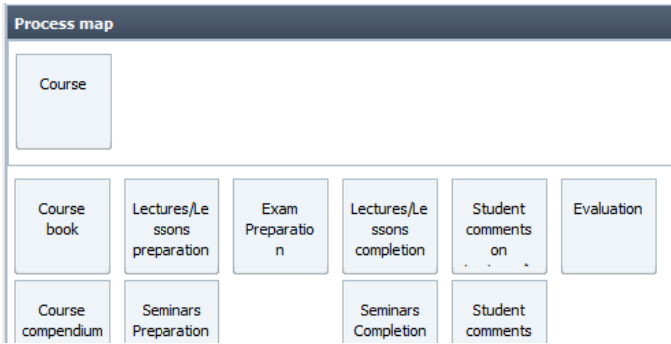 Process map
Course
Course
book
Lectures/Le
ssons
preparation
Exam
Preparatio
n
Lectures/Le
ssons
completion
Student
comments
on
Evaluation
Course
compendium
Seminars
Preparation
Seminars
Completion
Student
comments